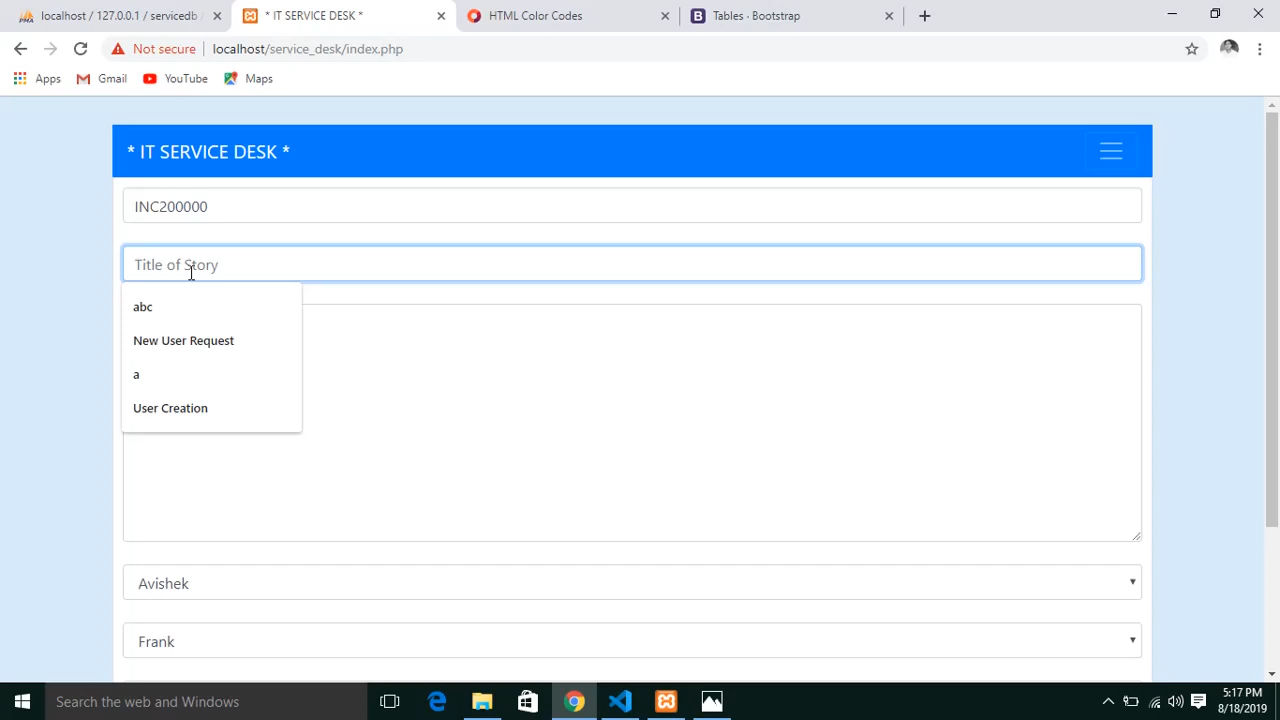 localhost / 127.0.0.1 / servicedb
* IT SERVICE DESK *
HTML Color Codes
Tables · Bootstrap
Not secure
localhost/service_desk/index.php
Apps
Gmail
YouTube
Maps
* IT SERVICE DESK *
INC200000
Title of Story
abc
New User Request
a
User Creation
Avishek
Frank
Search the web and Windows
5:17 PM
8/18/2019